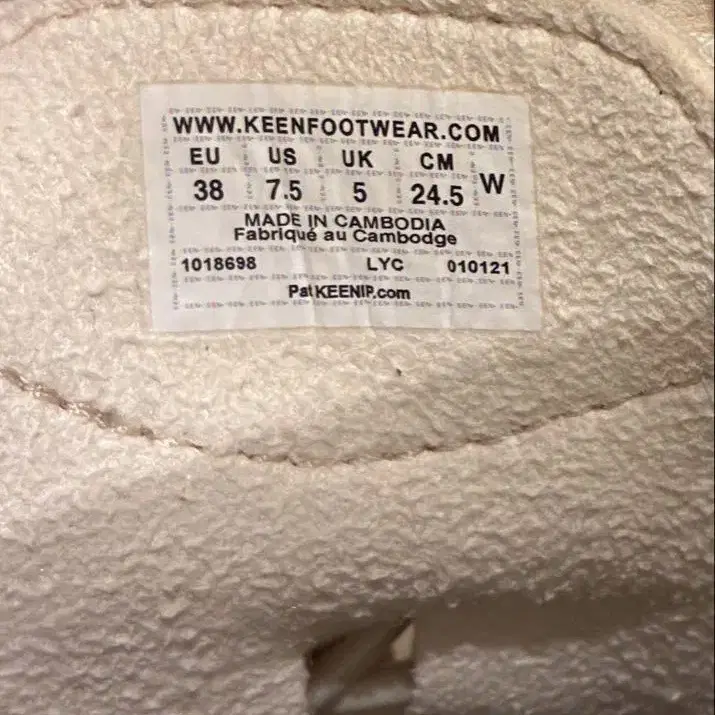 WWW.KEENFOOTWEAR.COM
EU US UK CM
38 7.5 5 24.5 W
MADE IN CAMBODIA
Fabriqué au Cambodge
1018698 LYC 010121
Pat KEENIP.com